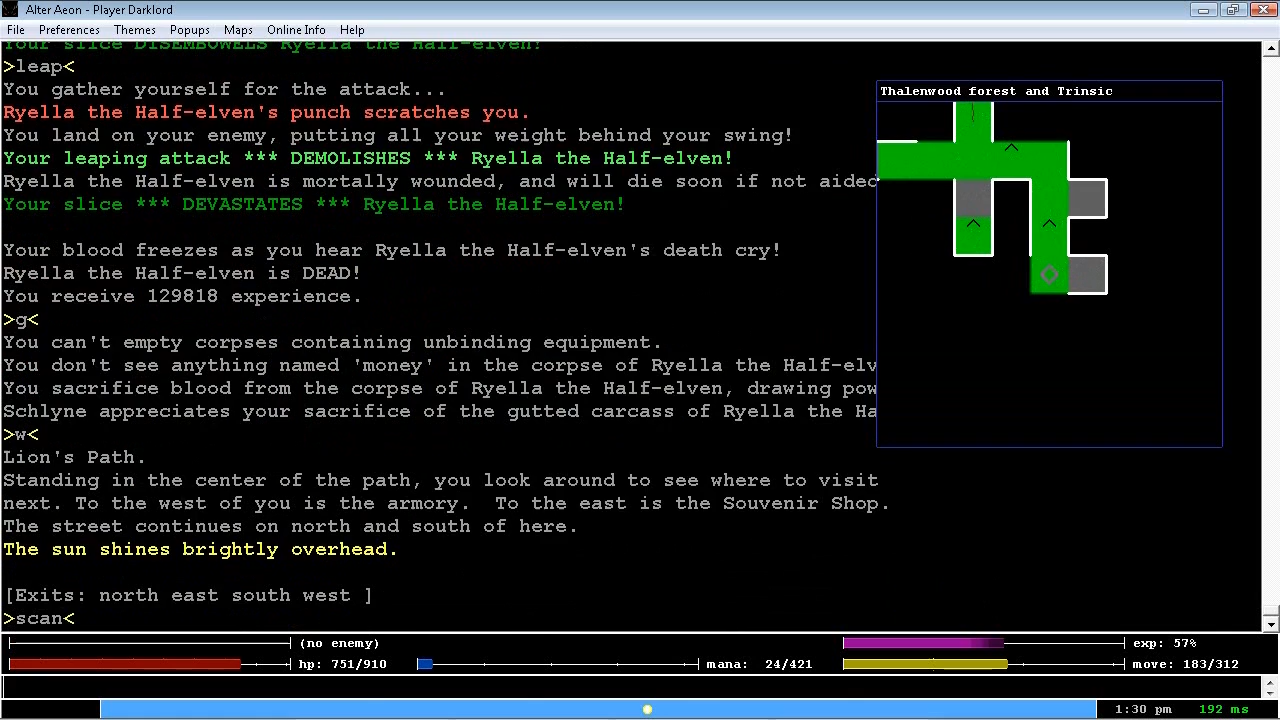 Alter Aeon - Player Darklord
File Preferences Themes Popups Maps Online Info Help
Your slice DISEMBOWELS Ryella the Half-elven!
>leap<
You gather yourself for the attack...
Ryella the Half-elven's punch scratches you.
You land on your enemy, putting all your weight behind your swing!
Your leaping attack *** DEMOLISHES *** Ryella the Half-elven!
Ryella the Half-elven is mortally wounded, and will die soon if not aided
Your slice *** DEVASTATES *** Ryella the Half-elven!
Your blood freezes as you hear Ryella the Half-elven's death cry!
Ryella the Half-elven is DEAD!
You receive 129818 experience.
>g<
You can't empty corpses containing unbinding equipment.
You don't see anything named 'money' in the corpse of Ryella the Half-elv
You sacrifice blood from the corpse of Ryella the Half-elven, drawing pow
Schlyne appreciates your sacrifice of the gutted carcass of Ryella the Ha
>w<
Lion's Path.
Standing in the center of the path, you look around to see where to visit
next. To the west of you is the armory.  To the east is the Souvenir Shop.
The street continues on north and south of here.
The sun shines brightly overhead.
[Exits: north east south west ]
>scan<
Thalenwood forest and Trinsic
(no enemy) exp: 57%
hp: 751/910 mana: 24/421 move: 183/312
1:30 pm 192 ms